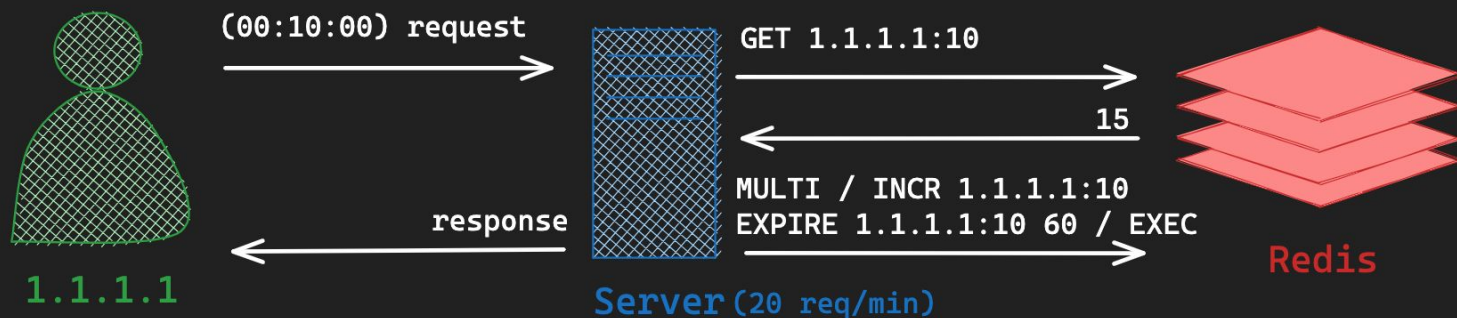 (00:10:00) request
GET 1.1.1.1:10
15
MULTI / INCR 1.1.1.1:10
EXPIRE 1.1.1.1:10 60 / EXEC
response
1.1.1.1
Server (20 req/min)
Redis